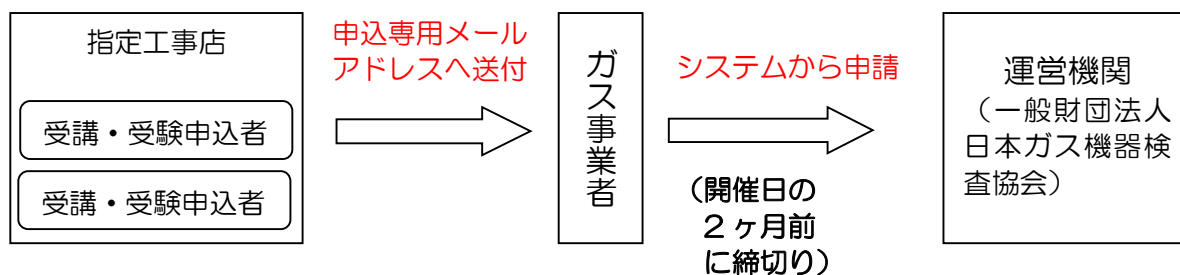 指定工事店
受講・受験申込者
受講・受験申込者
申込専用メール
アドレスへ送付
ガス事業者
システムから申請
（開催日の
２ヶ月前
に締切り）
運営機関
（一般財団法人
日本ガス機器検
査協会）